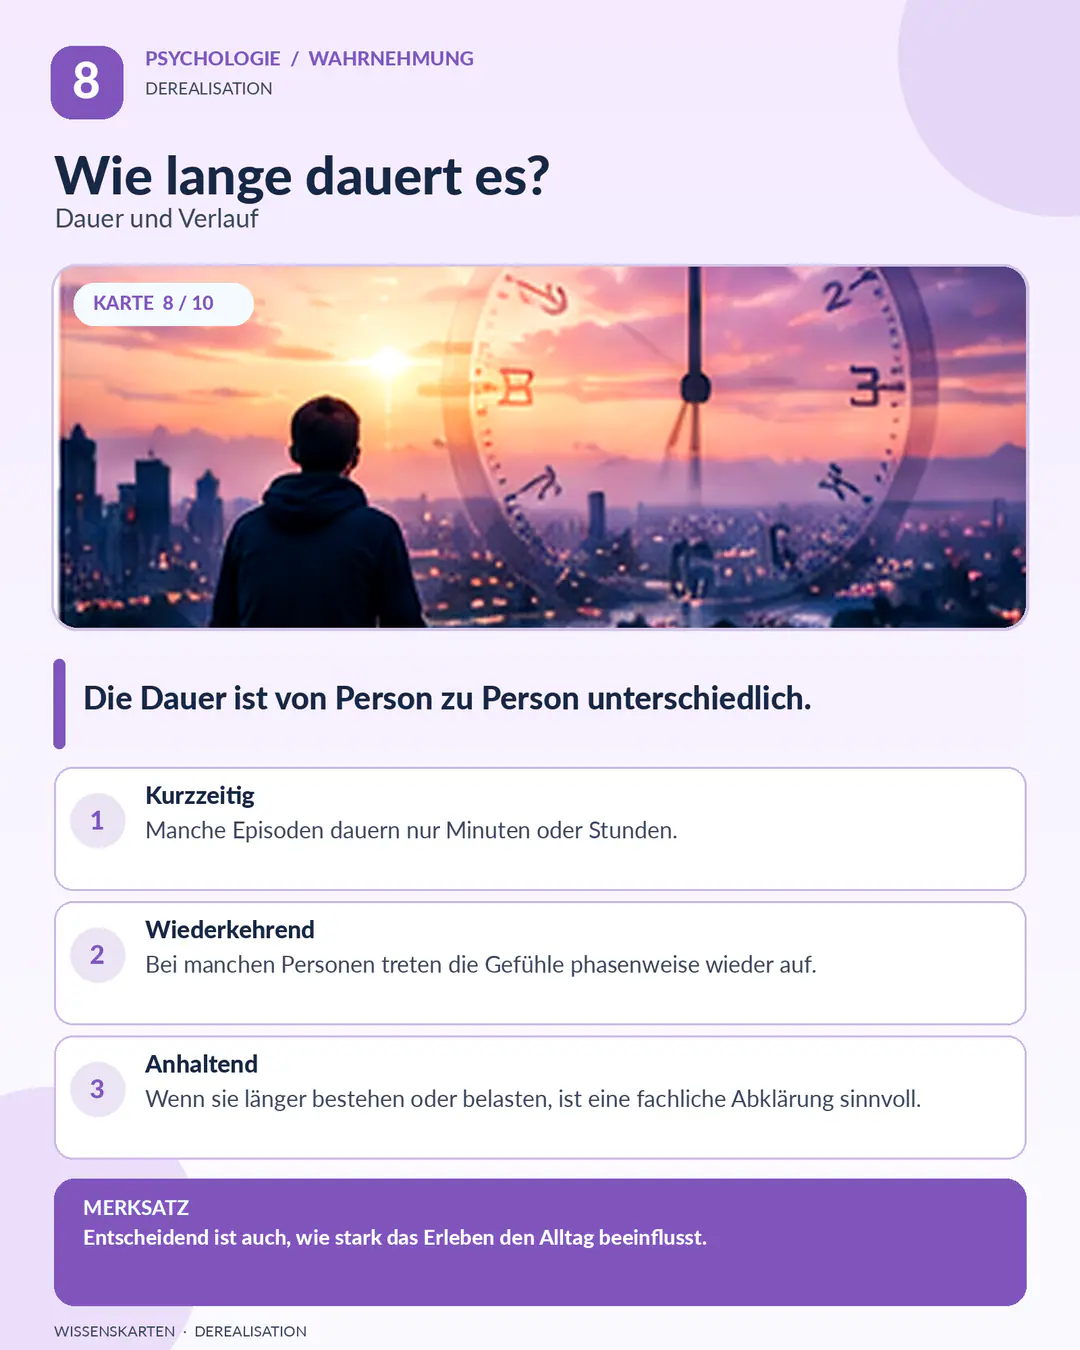 8
PSYCHOLOGIE / WAHRNEHMUNG
DEREALISATION
Wie lange dauert es?
Dauer und Verlauf
KARTE 8 / 10
2
3
Die Dauer ist von Person zu Person unterschiedlich.
1
Kurzzeitig
Manche Episoden dauern nur Minuten oder Stunden.
2
Wiederkehrend
Bei manchen Personen treten die Gefühle phasenweise wieder auf.
3
Anhaltend
Wenn sie länger bestehen oder belasten, ist eine fachliche Abklärung sinnvoll.
MERKSATZ
Entscheidend ist auch, wie stark das Erleben den Alltag beeinflusst.
WISSENSKARTEN · DEREALISATION